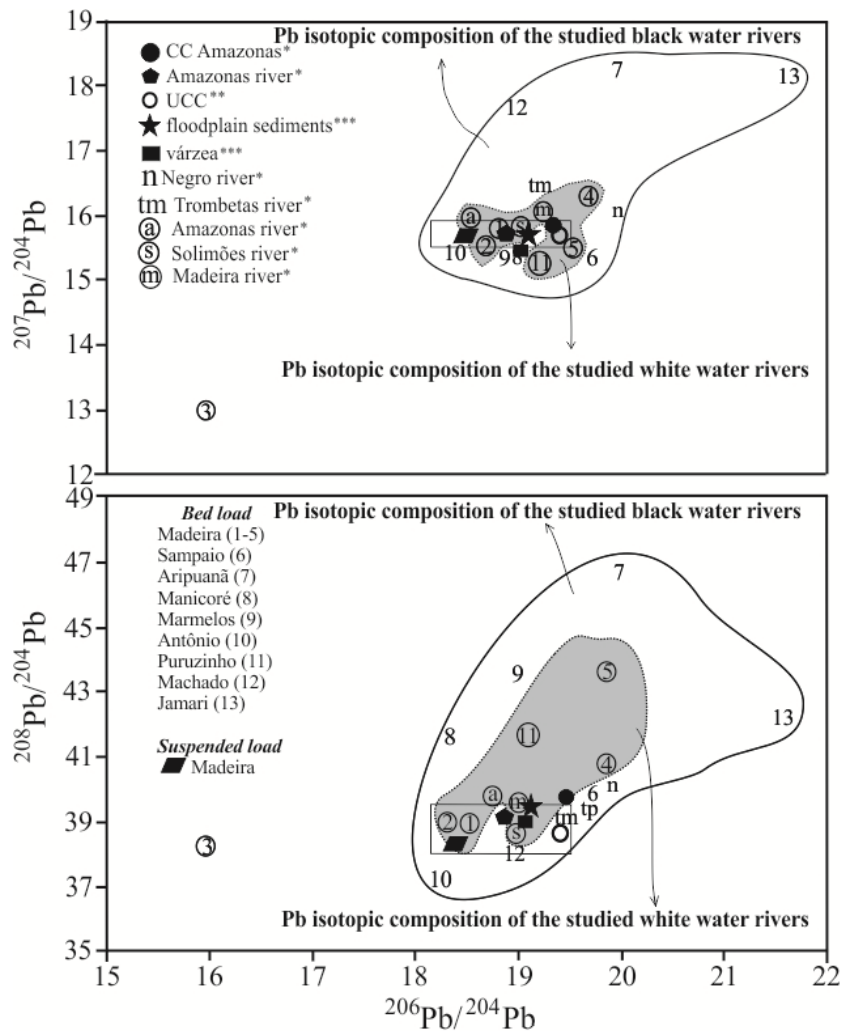 19
18
17
16
15
14
13
12
207Pb/204Pb
Pb isotopic composition of the studied black water rivers
CC Amazonas*
Amazonas river*
UCC**
floodplain sediments***
várzea***
n Negro river*
tm Trombetas river*
a Amazonas river*
s Solimões river*
m Madeira river*
7
13
12
tm
n
4
a
m
1
s
2
10
9
8
11
5
6
Pb isotopic composition of the studied white water rivers
3
49
47
45
43
41
39
37
35
208Pb/204Pb
Bed load
Madeira (1-5)
Sampaio (6)
Aripuanã (7)
Manicoré (8)
Marmelos (9)
Antônio (10)
Puruzinho (11)
Machado (12)
Jamari (13)
Suspended load
Madeira
Pb isotopic composition of the studied black water rivers
7
9
5
13
8
11
4
n
a
m
6
tp
tm
2
1
s
12
3
10
Pb isotopic composition of the studied white water rivers
15 16 17 18 19 20 21 22
206Pb/204Pb